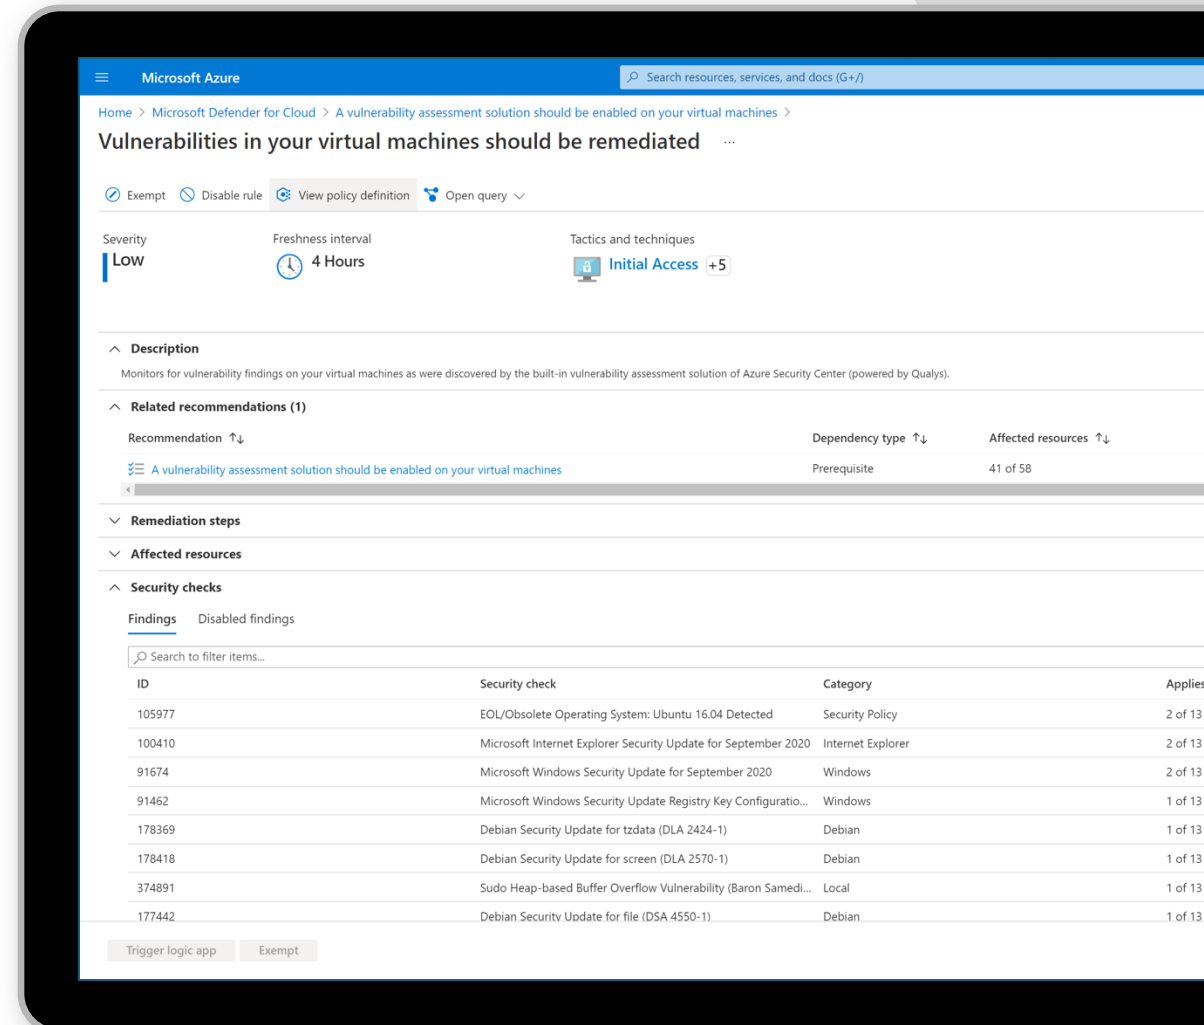 Microsoft Azure
Search resources, services, and docs (G+/)
Home > Microsoft Defender for Cloud > A vulnerability assessment solution should be enabled on your virtual machines >
Vulnerabilities in your virtual machines should be remediated ...
Exempt Disable rule View policy definition Open query
Severity Freshness interval Tactics and techniques
Low 4 Hours Initial Access +5
Description
Monitors for vulnerability findings on your virtual machines as were discovered by the built-in vulnerability assessment solution of Azure Security Center (powered by Qualys).
Related recommendations (1)
Recommendation ↑↓ Dependency type ↑↓ Affected resources ↑↓
A vulnerability assessment solution should be enabled on your virtual machines Prerequisite 41 of 58
Remediation steps
Affected resources
Security checks
Findings Disabled findings
Search to filter items...
ID Security check Category Applies
105977 EOL/Obsolete Operating System: Ubuntu 16.04 Detected Security Policy 2 of 13
100410 Microsoft Internet Explorer Security Update for September 2020 Internet Explorer 2 of 13
91674 Microsoft Windows Security Update for September 2020 Windows 2 of 13
91462 Microsoft Windows Security Update Registry Key Configuratio... Windows 1 of 13
178369 Debian Security Update for tzdata (DLA 2424-1) Debian 1 of 13
178418 Debian Security Update for screen (DLA 2570-1) Debian 1 of 13
374891 Sudo Heap-based Buffer Overflow Vulnerability (Baron Samedi... Local 1 of 13
177442 Debian Security Update for file (DSA 4550-1) Debian 1 of 13
Trigger logic app Exempt